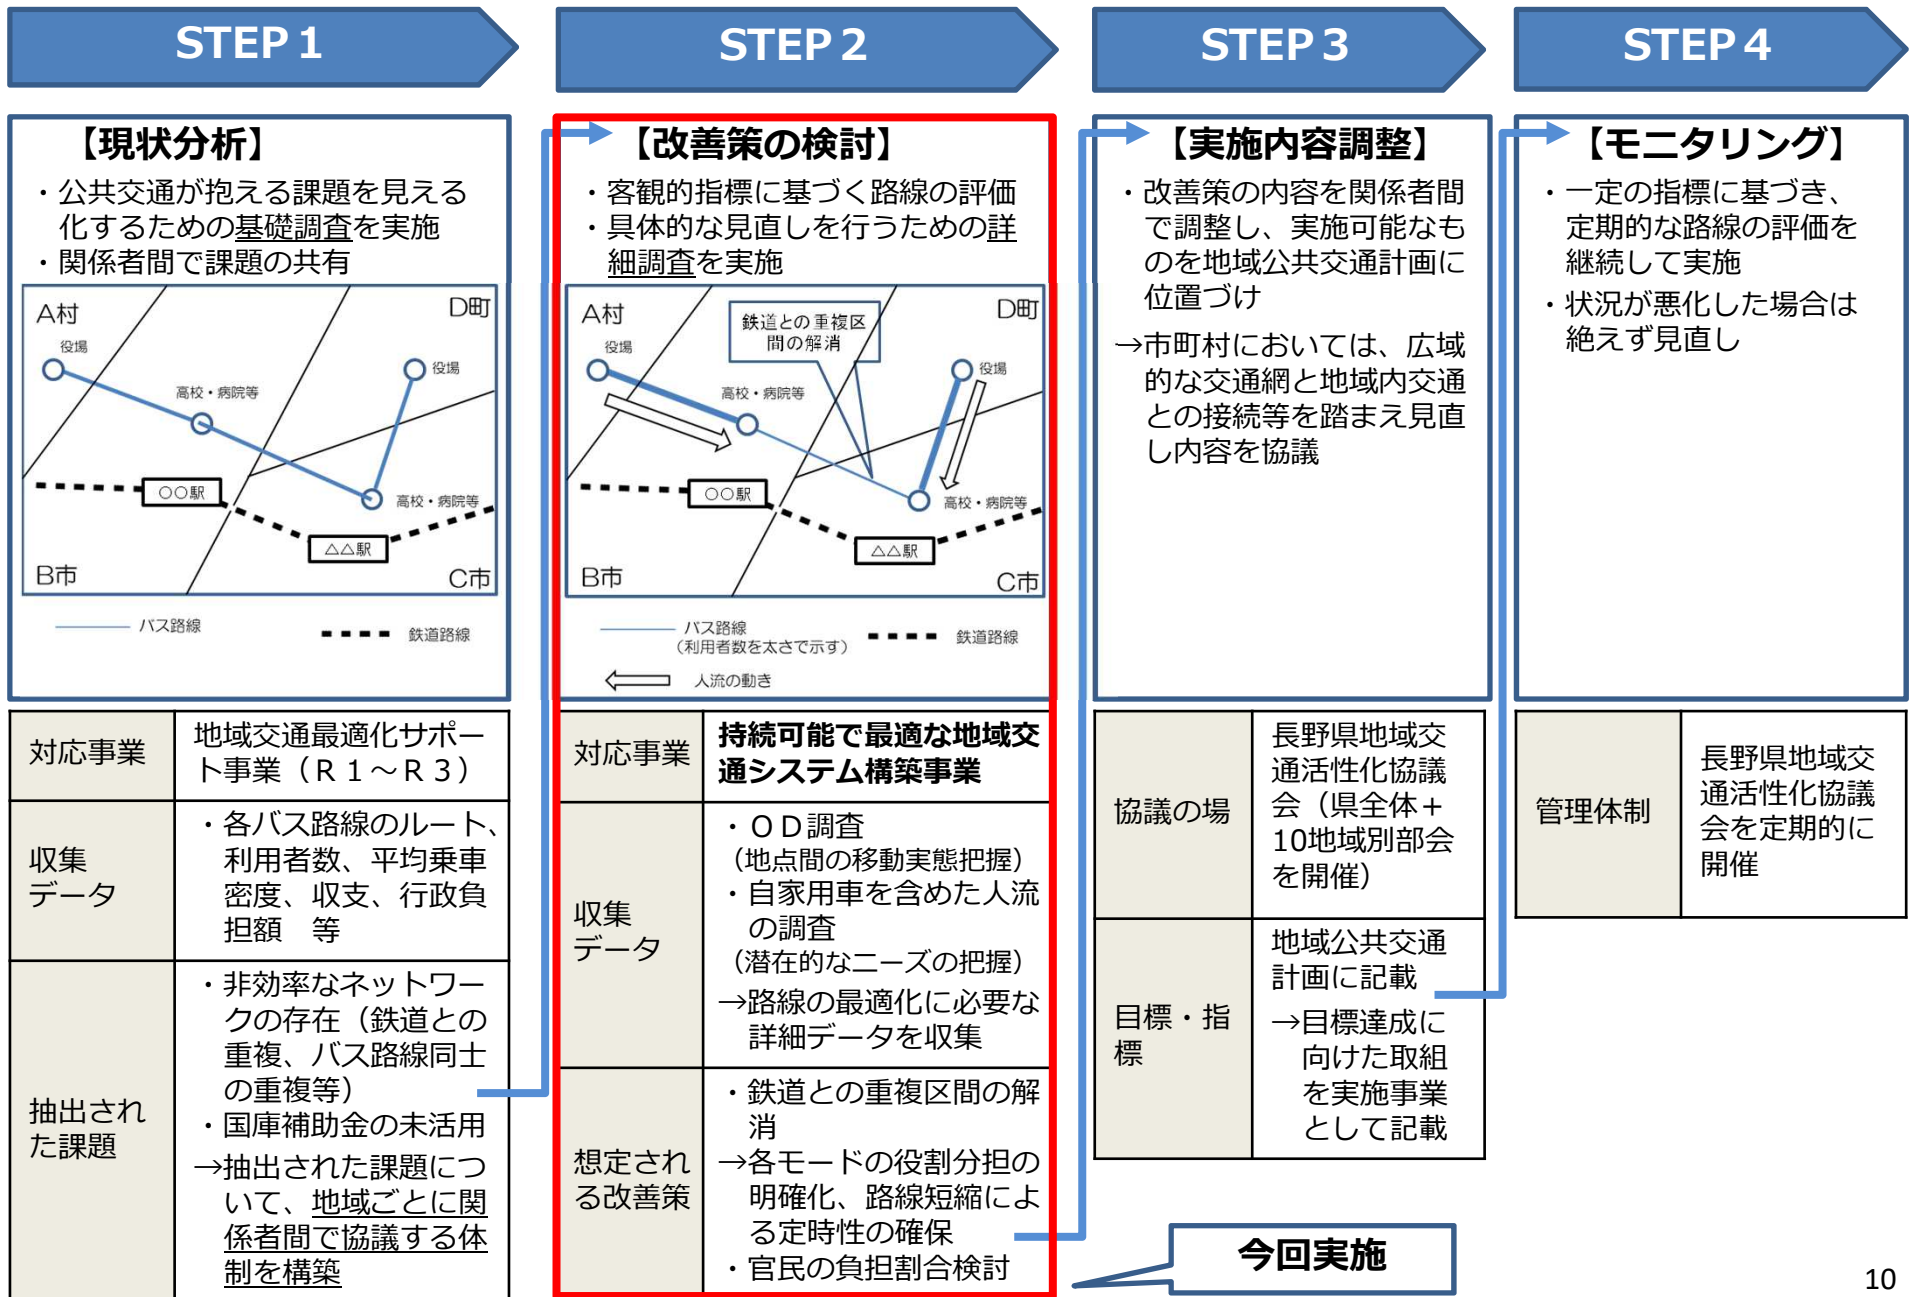 STEP１
STEP２
STEP３
STEP４
【現状分析】
・公共交通が抱える課題を見える
化するための基礎調査を実施
・関係者間で課題の共有
A村
D町
役場
役場
高校・病院等
〇〇駅
高校・病院等
△△駅
B市
C市
バス路線
鉄道路線
対応事業
地域交通最適化サポー
ト事業（Ｒ１～Ｒ３）
収集
データ
・各バス路線のルート、
利用者数、平均乗車
密度、収支、行政負
担額　等
抽出され
た課題
・非効率なネットワー
クの存在（鉄道との
重複、バス路線同士
の重複等）
・国庫補助金の未活用
→抽出された課題につ
いて、地域ごとに関
係者間で協議する体
制を構築
【改善策の検討】
・客観的指標に基づく路線の評価
・具体的な見直しを行うための詳
細調査を実施
A村
鉄道との重複区
間の解消
D町
役場
役場
高校・病院等
〇〇駅
高校・病院等
△△駅
B市
C市
バス路線
（利用者数を太さで示す）
鉄道路線
人流の動き
対応事業
持続可能で最適な地域交
通システム構築事業
収集
データ
・ＯＤ調査
（地点間の移動実態把握）
・自家用車を含めた人流
の調査
（潜在的なニーズの把握）
→路線の最適化に必要な
詳細データを収集
想定され
る改善策
・鉄道との重複区間の解
消
→各モードの役割分担の
明確化、路線短縮によ
る定時性の確保
・官民の負担割合検討
【実施内容調整】
・改善策の内容を関係者間
で調整し、実施可能なも
のを地域公共交通計画に
位置づけ
→市町村においては、広域
的な交通網と地域内交通
との接続等を踏まえ見直
し内容を協議
協議の場
長野県地域交
通活性化協議
会（県全体＋
10地域別部会
を開催）
目標・指
標
地域公共交通
計画に記載
→目標達成に
向けた取組
を実施事業
として記載
今回実施
【モニタリング】
・一定の指標に基づき、
定期的な路線の評価を
継続して実施
・状況が悪化した場合は
絶えず見直し
管理体制
長野県地域交
通活性化協議
会を定期的に
開催
10